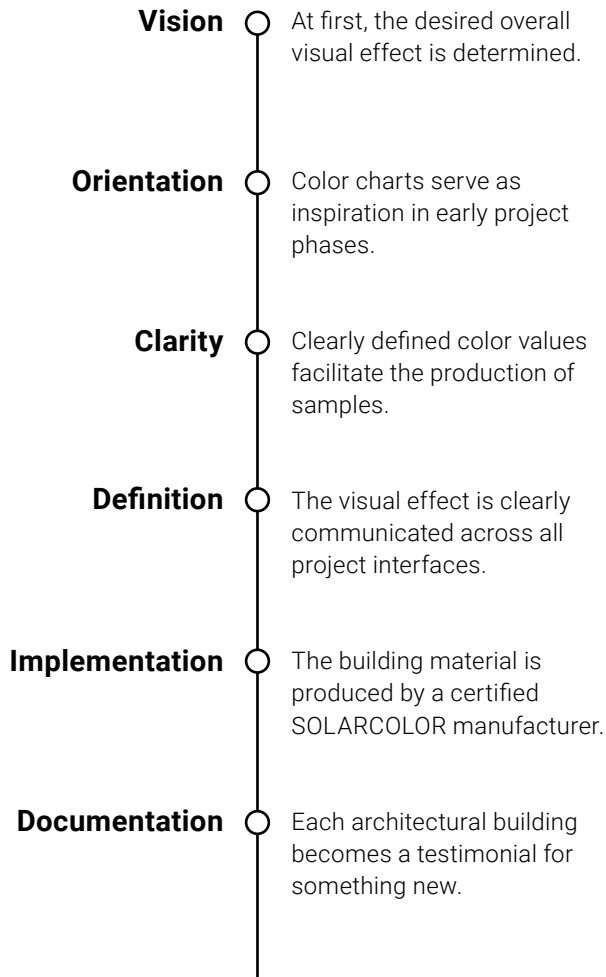 Vision
At first, the desired overall
visual effect is determined.
Orientation
Color charts serve as
inspiration in early project
phases.
Clarity
Clearly defined color values
facilitate the production of
samples.
Definition
The visual effect is clearly
communicated across all
project interfaces.
Implementation
The building material is
produced by a certified
SOLARCOLOR manufacturer.
Documentation
Each architectural building
becomes a testimonial for
something new.